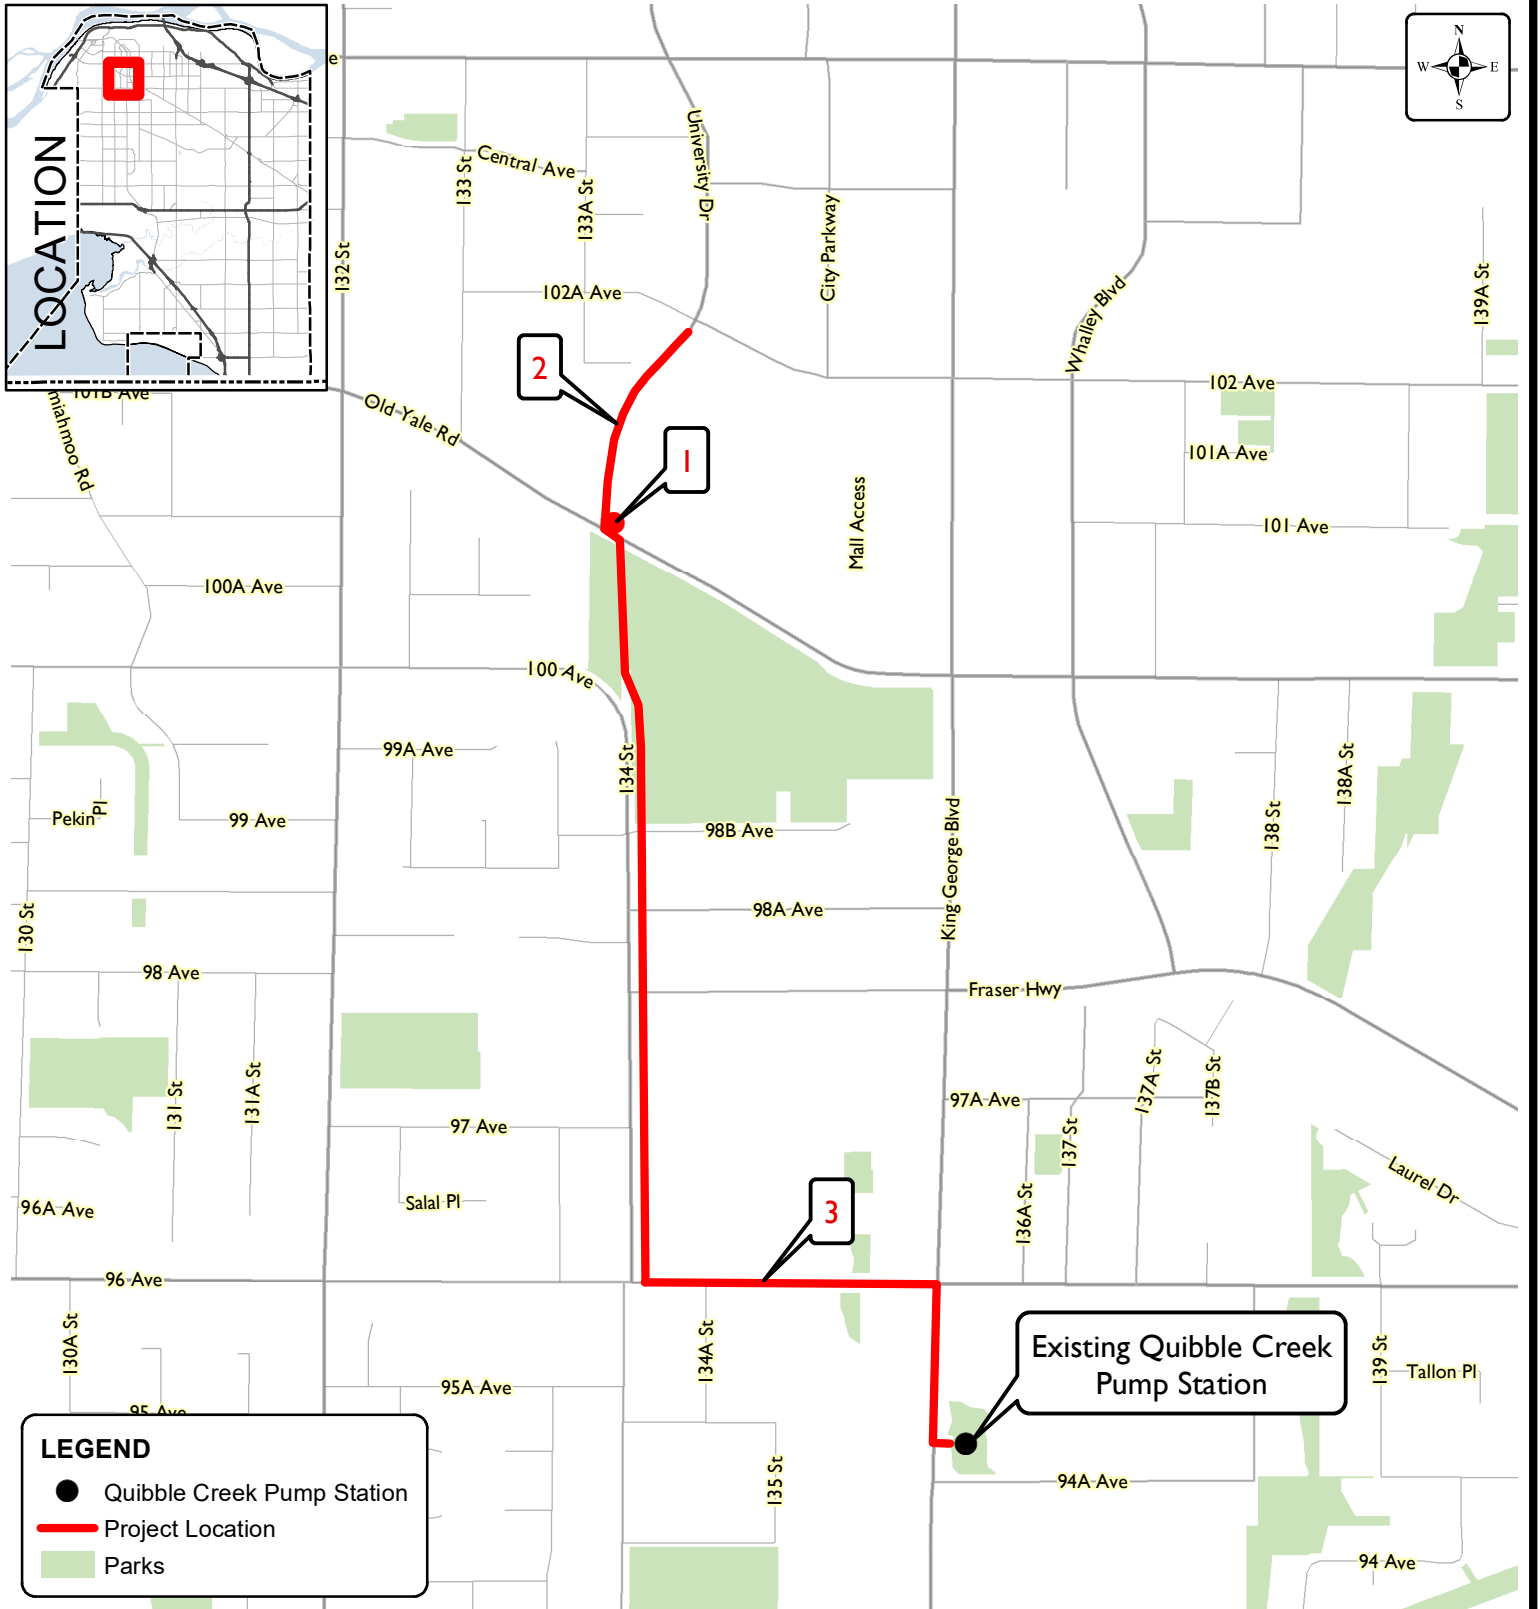 LOCATION
N
W
E
S
e
University Dr
Central Ave
133 St
133A St
City Parkway
132 St
102A Ave
Whalley Blvd
139A St
2
102 Ave
101B Ave
miahmoo Rd
Old Yale Rd
1
101A Ave
Mall Access
101 Ave
100A Ave
100 Ave
99A Ave
134 St
138A St
Pekin Pl
99 Ave
98B Ave
King George Blvd
138 St
98A Ave
130 St
98 Ave
Fraser Hwy
131 St
131A St
97A Ave
137A St
137B St
97 Ave
137 St
Laurel Dr
96A Ave
Salal Pl
3
136A St
96 Ave
130A St
134A St
Existing Quibble Creek
Pump Station
139 St
Tallon Pl
95A Ave
95 Ave
135 St
94A Ave
94 Ave
LEGEND
Quibble Creek Pump Station
Project Location
Parks